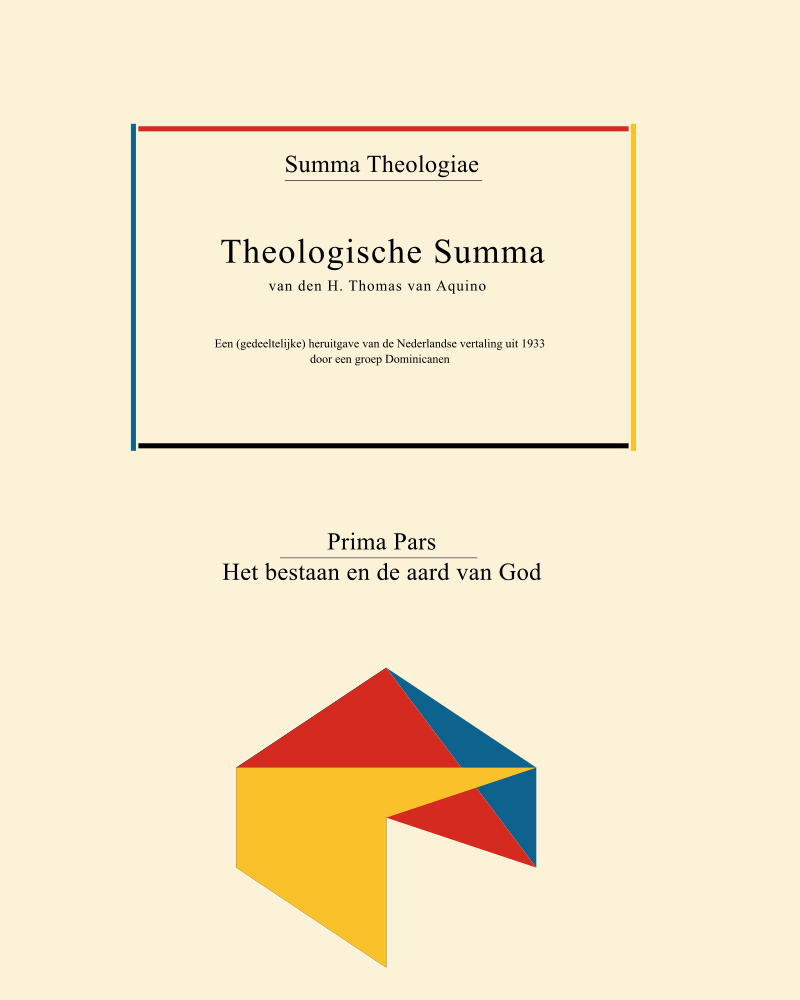 Summa Theologiae
Theologische Summa
van den H. Thomas van Aquino
Een (gedeeltelijke) heruitgave van de Nederlandse vertaling uit 1933
door een groep Dominicanen
Prima Pars
Het bestaan en de aard van God